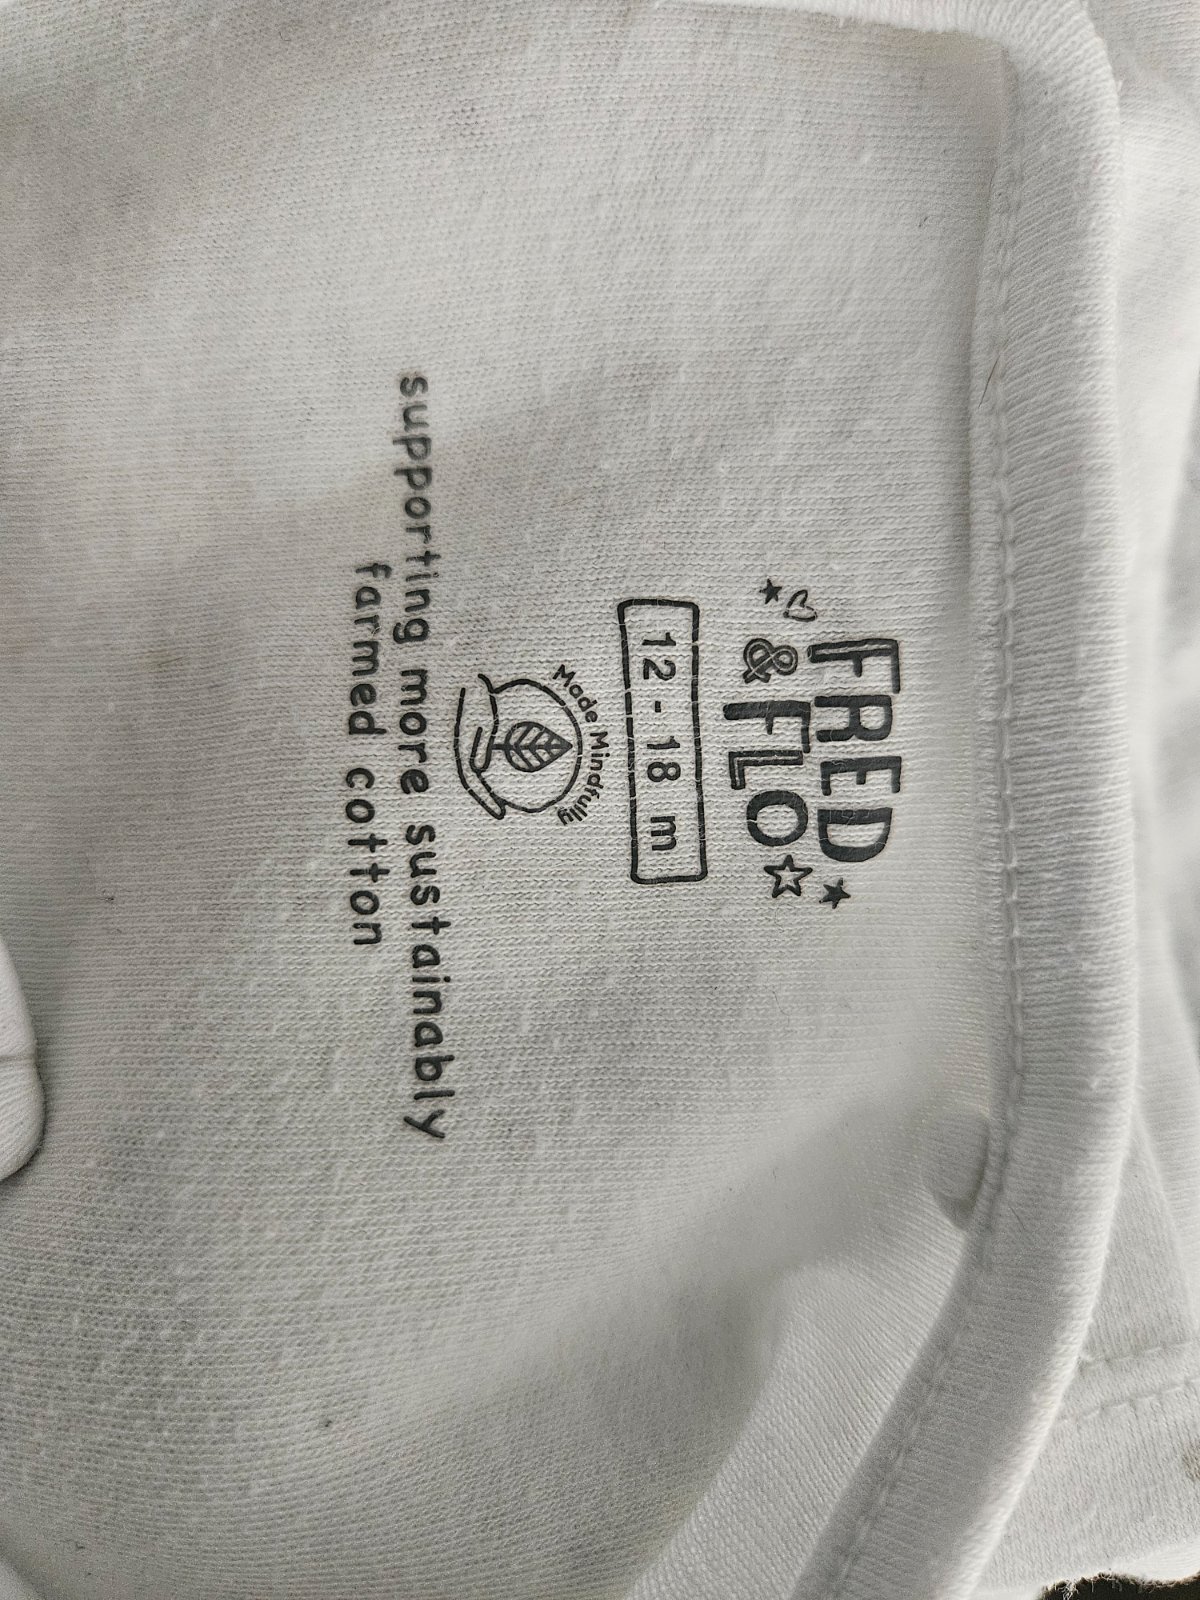 FRED
& FLO
12 - 18 m
Made Mindfully
supporting more sustainably
farmed cotton